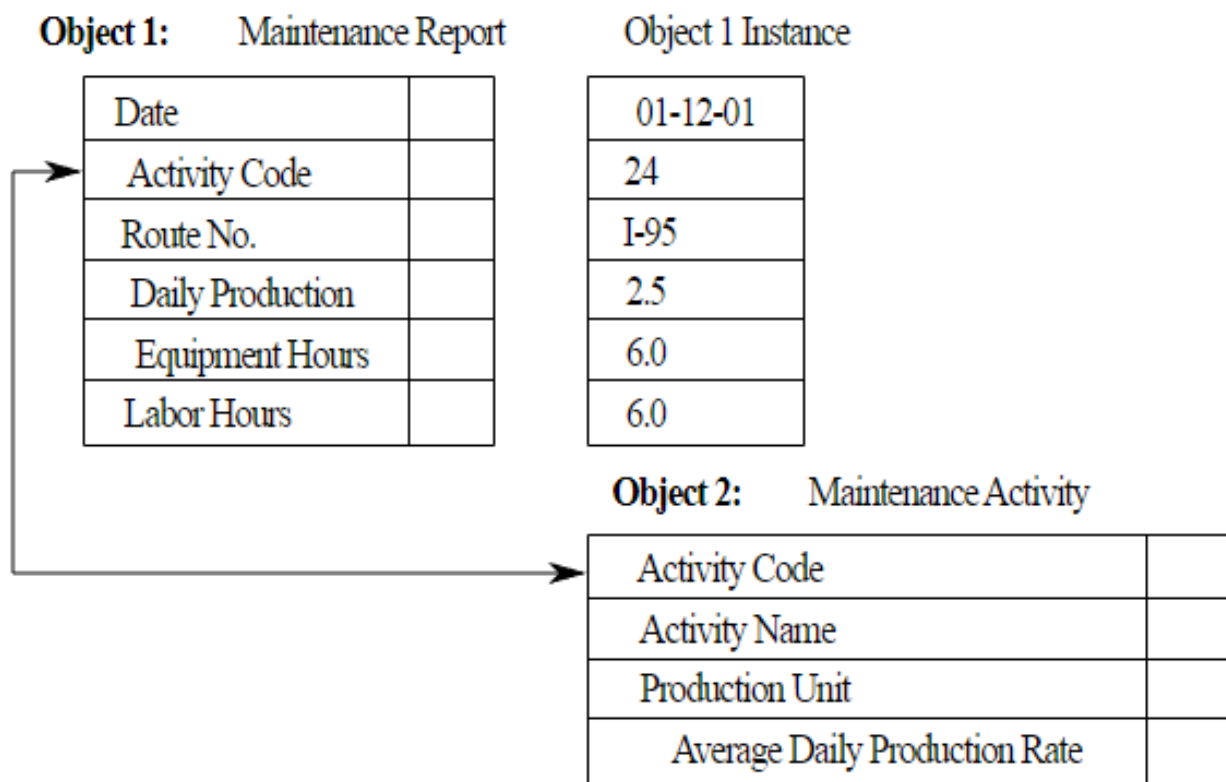 Object 1: Maintenance Report Object 1 Instance
Date 01-12-01
Activity Code 24
Route No. I-95
Daily Production 2.5
Equipment Hours 6.0
Labor Hours 6.0
Object 2: Maintenance Activity
Activity Code
Activity Name
Production Unit
Average Daily Production Rate